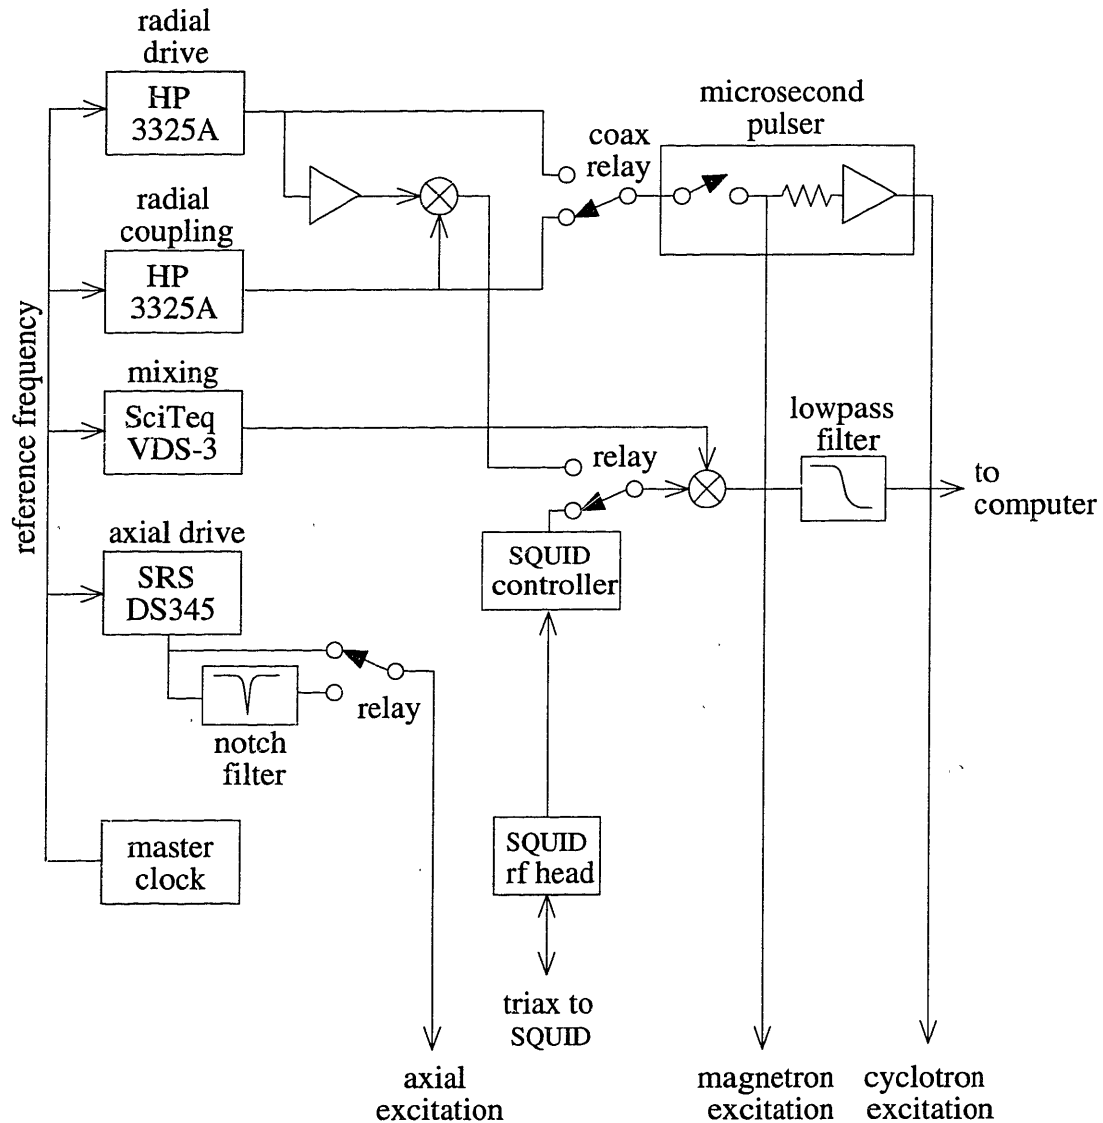 radial
drive
HP
3325A
radial
coupling
HP
3325A
mixing
SciTeq
VDS-3
axial drive
SRS
DS345
notch
filter
relay
master
clock
reference frequency
coax
relay
microsecond
pulser
relay
lowpass
filter
to
computer
SQUID
controller
SQUID
rf head
triax to
SQUID
axial
excitation
magnetron
excitation
cyclotron
excitation